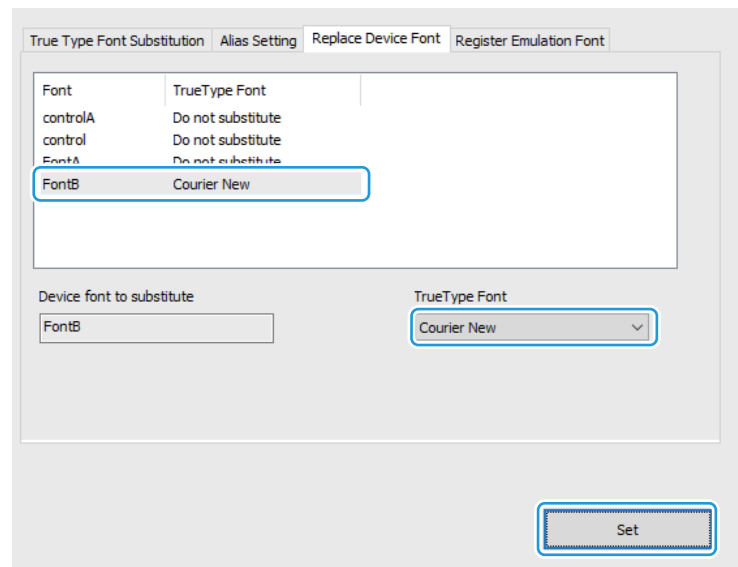 True Type Font Substitution Alias Setting Replace Device Font Register Emulation Font
Font TrueType Font
controlA Do not substitute
control Do not substitute
FontA Do not substitute
FontB Courier New
Device font to substitute TrueType Font
FontB Courier New
Set